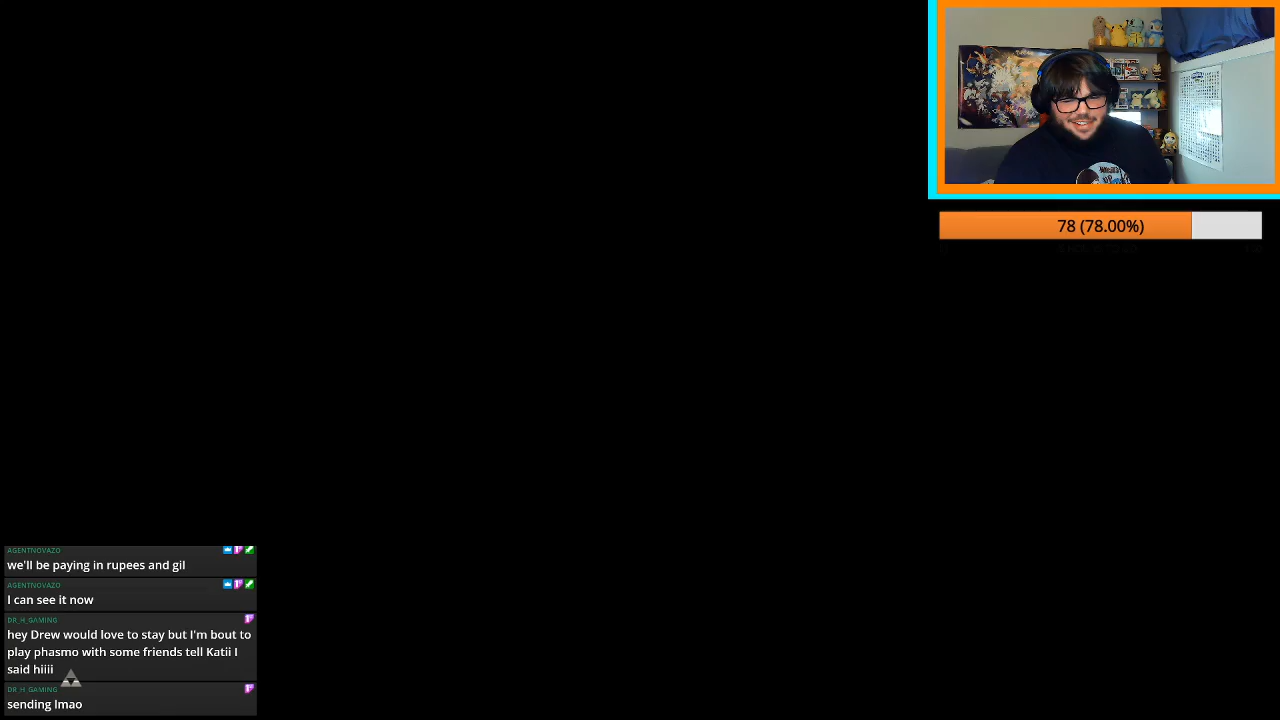 78 (78.00%)
AGENTNOVAZO
we'll be paying in rupees and gil
AGENTNOVAZO
I can see it now
DR_H_GAMING
hey Drew would love to stay but I'm bout to
play phasmo with some friends tell Katii I
said hiiii
DR_H_GAMING
sending lmao